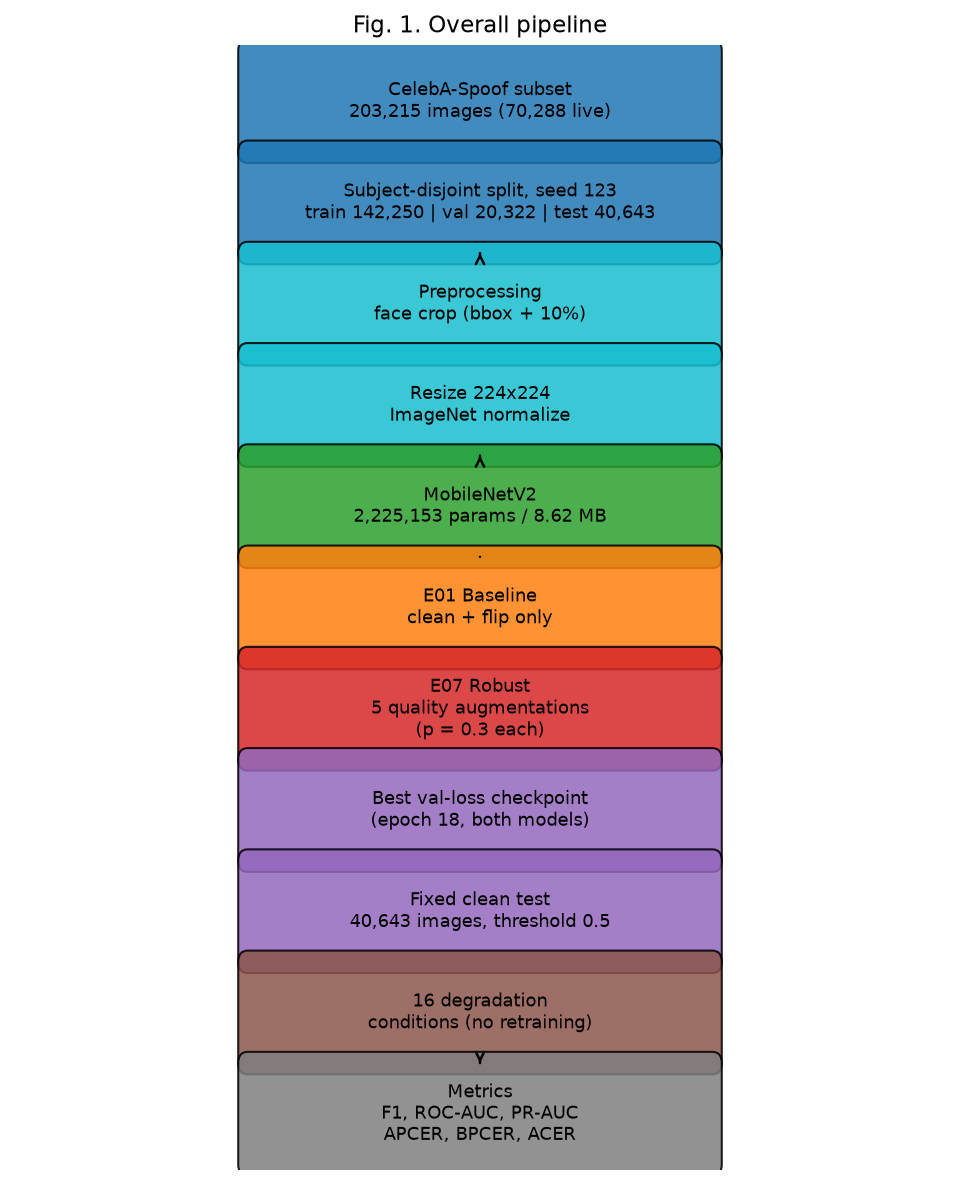 Fig. 1. Overall pipeline
CelebA-Spoof subset
203,215 images (70,288 live)
Subject-disjoint split, seed 123
train 142,250 | val 20,322 | test 40,643
Preprocessing
face crop (bbox + 10%)
Resize 224x224
ImageNet normalize
MobileNetV2
2,225,153 params / 8.62 MB
E01 Baseline
clean + flip only
E07 Robust
5 quality augmentations
(p = 0.3 each)
Best val-loss checkpoint
(epoch 18, both models)
Fixed clean test
40,643 images, threshold 0.5
16 degradation
conditions (no retraining)
Metrics
F1, ROC-AUC, PR-AUC
APCER, BPCER, ACER